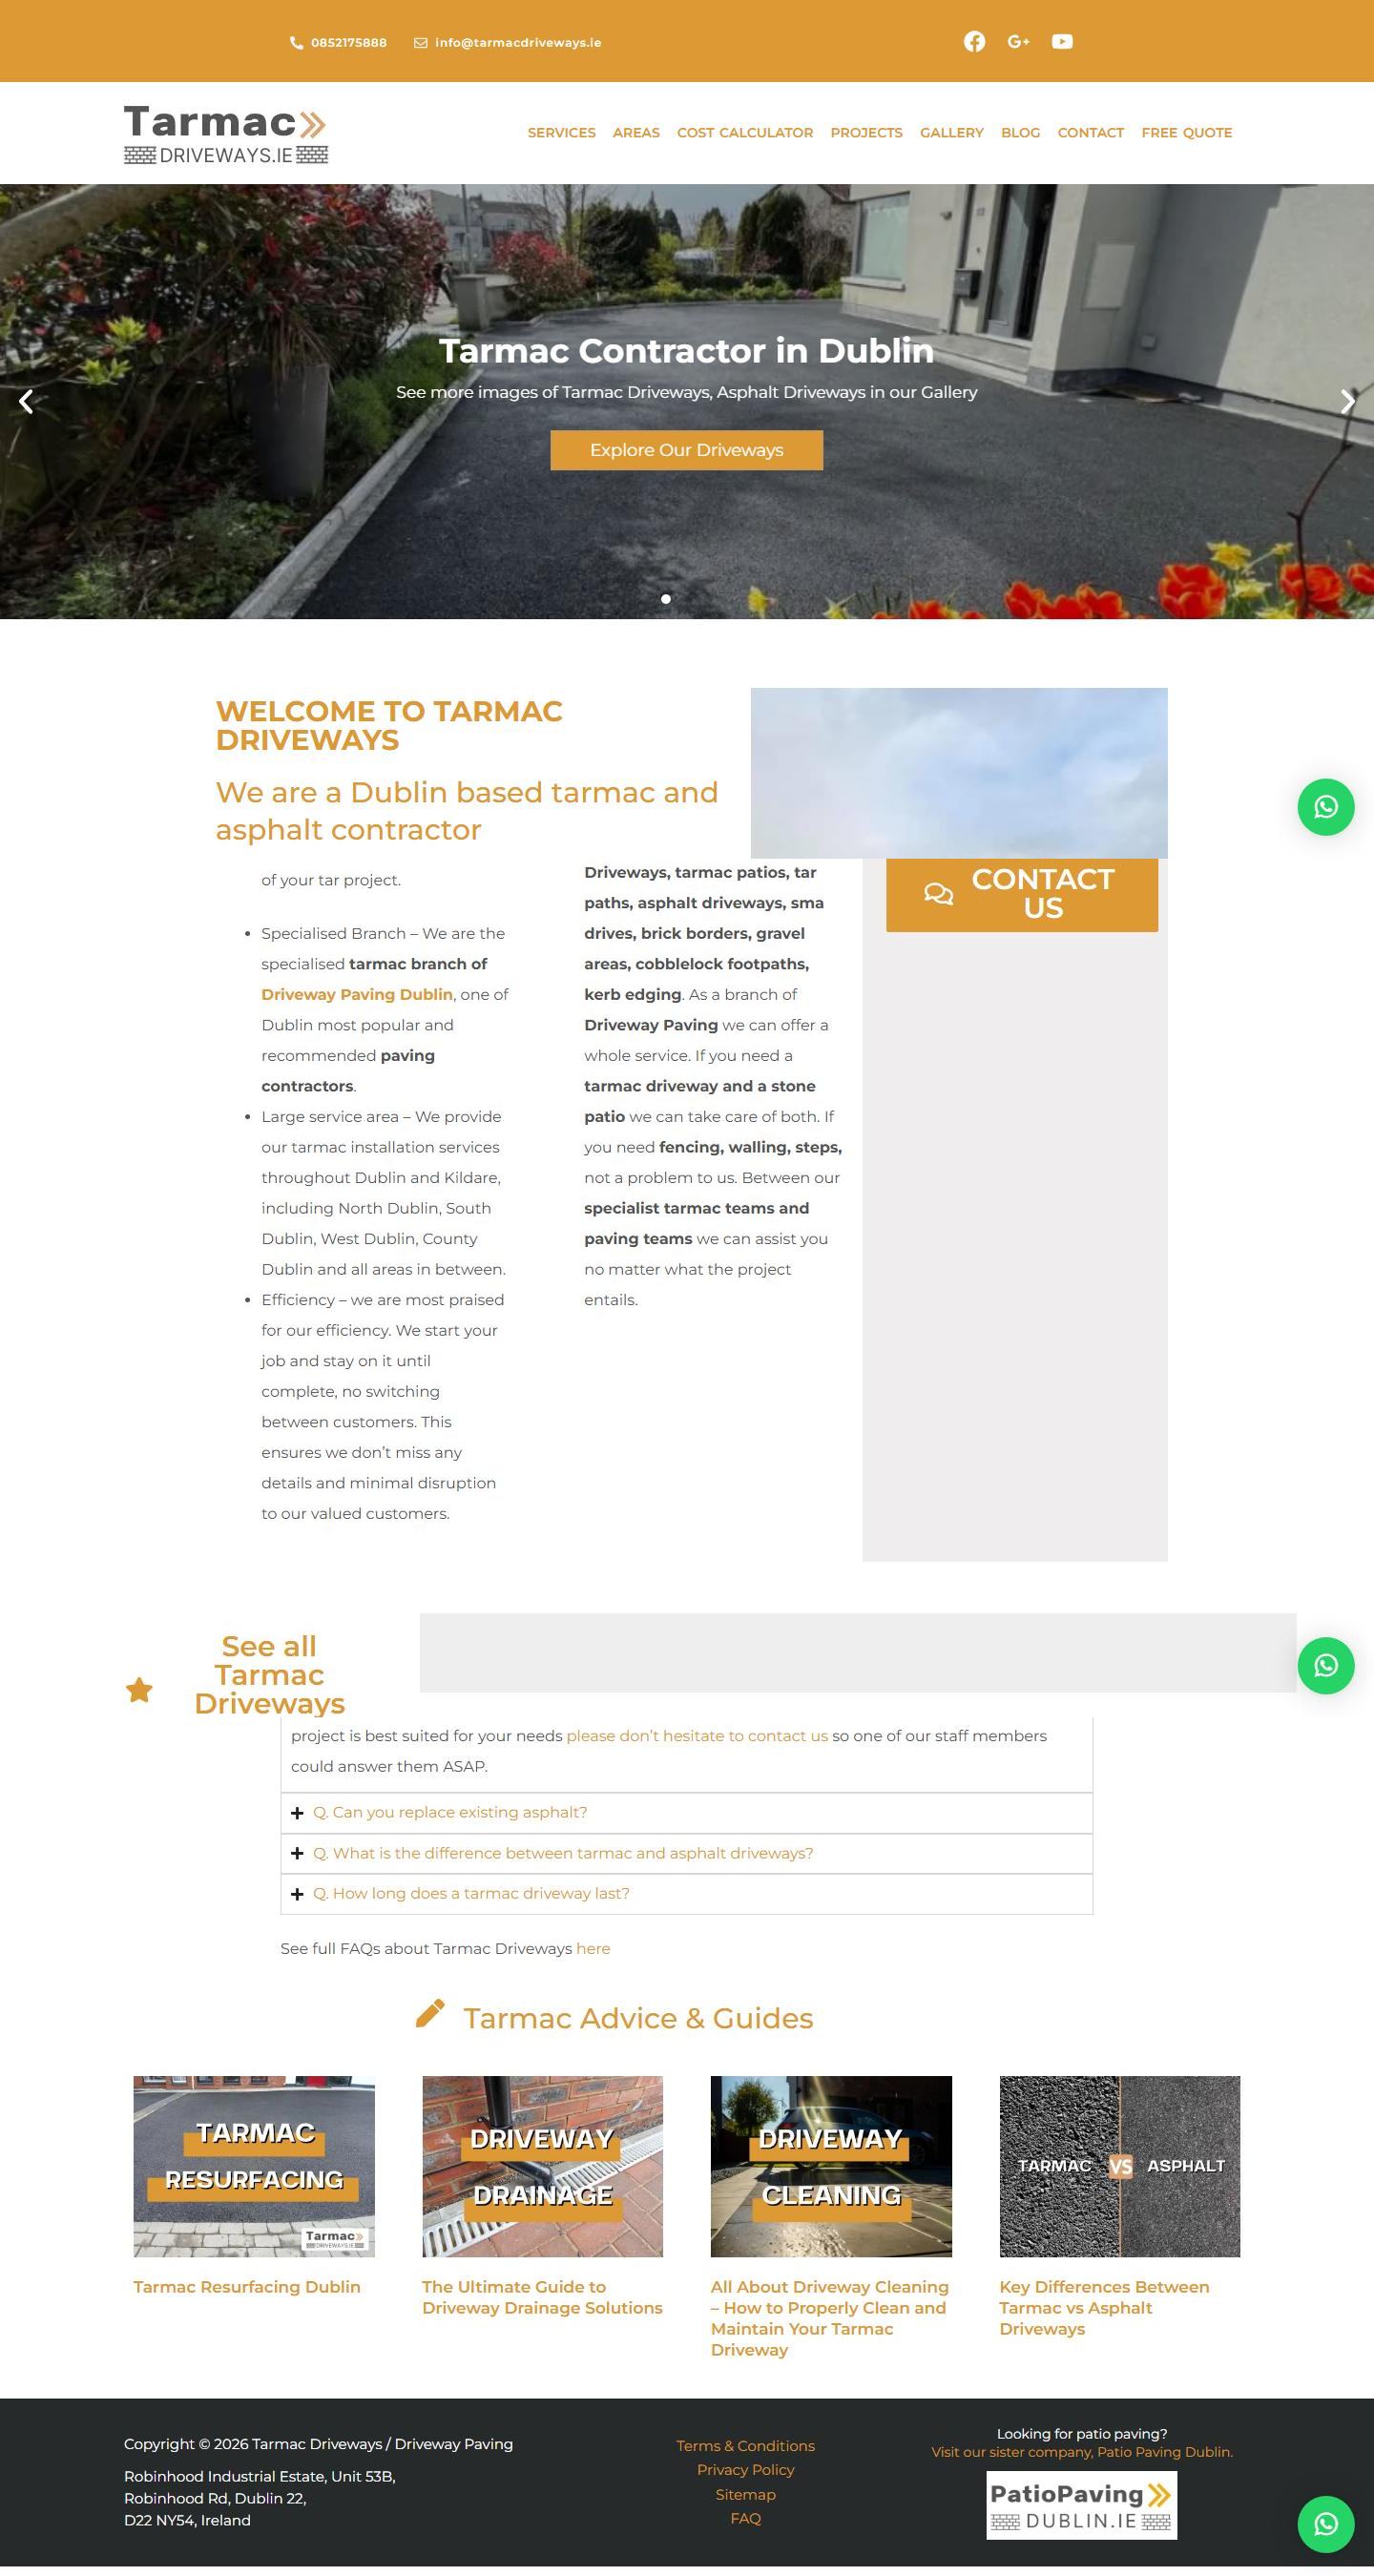 0852175888
info@tarmacdriveways.ie
Tarmac
DRIVEWAYS.IE
SERVICES AREAS COST CALCULATOR PROJECTS GALLERY BLOG CONTACT FREE QUOTE
Tarmac Contractor in Dublin
See more images of Tarmac Driveways, Asphalt Driveways in our Gallery
Explore Our Driveways
WELCOME TO TARMAC
DRIVEWAYS
We are a Dublin based tarmac and
asphalt contractor
of your tar project.
• Specialised Branch – We are the
specialised tarmac branch of
Driveway Paving Dublin, one of
Dublin most popular and
recommended paving
contractors.
• Large service area – We provide
our tarmac installation services
throughout Dublin and Kildare,
including North Dublin, South
Dublin, West Dublin, County
Dublin and all areas in between.
• Efficiency – we are most praised
for our efficiency. We start your
job and stay on it until
complete, no switching
between customers. This
ensures we don’t miss any
details and minimal disruption
to our valued customers.
Driveways, tarmac patios, tar
paths, asphalt driveways, sma
drives, brick borders, gravel
areas, cobblelock footpaths,
kerb edging. As a branch of
Driveway Paving we can offer a
whole service. If you need a
tarmac driveway and a stone
patio we can take care of both. If
you need fencing, walling, steps,
not a problem to us. Between our
specialist tarmac teams and
paving teams we can assist you
no matter what the project
entails.
CONTACT
US
See all
Tarmac
Driveways
project is best suited for your needs please don’t hesitate to contact us so one of our staff members
could answer them ASAP.
Q. Can you replace existing asphalt?
Q. What is the difference between tarmac and asphalt driveways?
Q. How long does a tarmac driveway last?
See full FAQs about Tarmac Driveways here
Tarmac Advice & Guides
TARMAC
RESURFACING
Tarmac
DRIVEWAYS.IE
Tarmac Resurfacing Dublin
DRIVEWAY
DRAINAGE
The Ultimate Guide to
Driveway Drainage Solutions
DRIVEWAY
CLEANING
All About Driveway Cleaning
– How to Properly Clean and
Maintain Your Tarmac
Driveway
TARMAC VS ASPHALT
Key Differences Between
Tarmac vs Asphalt
Driveways
Copyright © 2026 Tarmac Driveways / Driveway Paving
Robinhood Industrial Estate, Unit 53B,
Robinhood Rd, Dublin 22,
D22 NY54, Ireland
Terms & Conditions
Privacy Policy
Sitemap
FAQ
Looking for patio paving?
Visit our sister company, Patio Paving Dublin.
PatioPaving
DUBLIN.IE